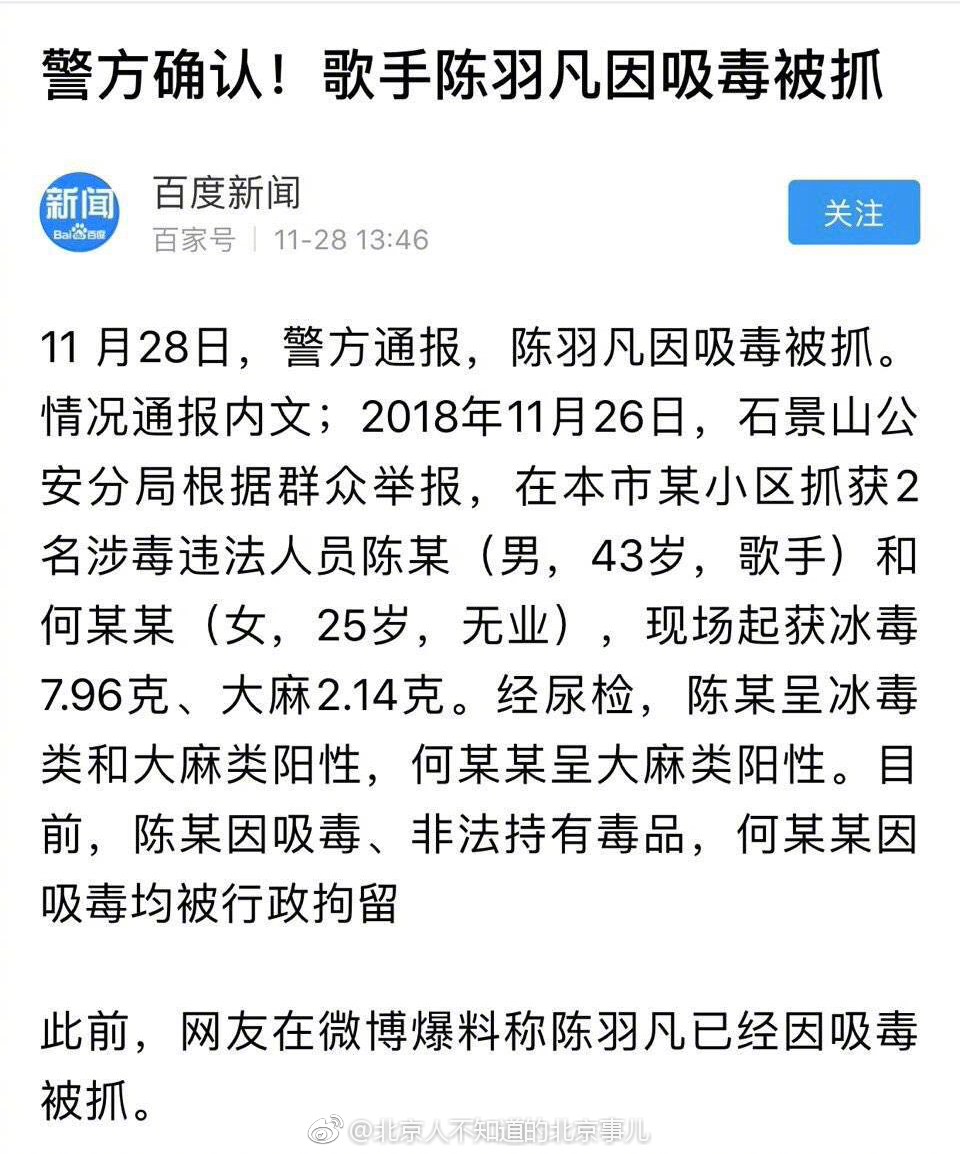 警方确认！歌手陈羽凡因吸毒被抓
新闻
Bai百度
百度新闻
百家号 | 11-28 13:46
关注
11 月28日，警方通报，陈羽凡因吸毒被抓。
情况通报内文；2018年11月26日，石景山公
安分局根据群众举报，在本市某小区抓获2
名涉毒违法人员陈某（男，43岁，歌手）和
何某某（女，25岁，无业），现场起获冰毒
7.96克、大麻2.14克。经尿检，陈某呈冰毒
类和大麻类阳性，何某某呈大麻类阳性。目
前，陈某因吸毒、非法持有毒品，何某某因
吸毒均被行政拘留
此前，网友在微博爆料称陈羽凡已经因吸毒
被抓。
@北京人不知道的北京事儿